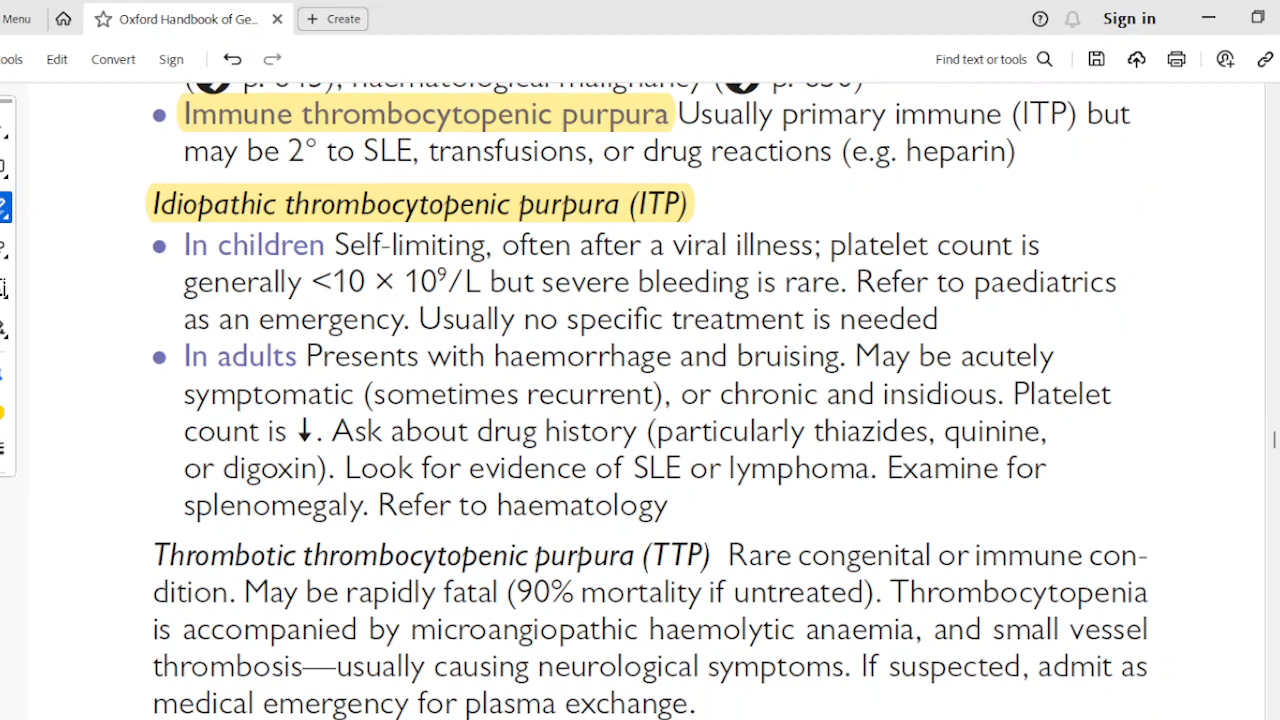 Menu
Oxford Handbook of Ge...
Create
Sign in
ools
Edit
Convert
Sign
Find text or tools
Immune thrombocytopenic purpura Usually primary immune (ITP) but
may be 2° to SLE, transfusions, or drug reactions (e.g. heparin)
Idiopathic thrombocytopenic purpura (ITP)
• In children Self-limiting, often after a viral illness; platelet count is
generally <10 × 10⁹/L but severe bleeding is rare. Refer to paediatrics
as an emergency. Usually no specific treatment is needed
• In adults Presents with haemorrhage and bruising. May be acutely
symptomatic (sometimes recurrent), or chronic and insidious. Platelet
count is ↓. Ask about drug history (particularly thiazides, quinine,
or digoxin). Look for evidence of SLE or lymphoma. Examine for
splenomegaly. Refer to haematology
Thrombotic thrombocytopenic purpura (TTP) Rare congenital or immune con-
dition. May be rapidly fatal (90% mortality if untreated). Thrombocytopenia
is accompanied by microangiopathic haemolytic anaemia, and small vessel
thrombosis—usually causing neurological symptoms. If suspected, admit as
medical emergency for plasma exchange.